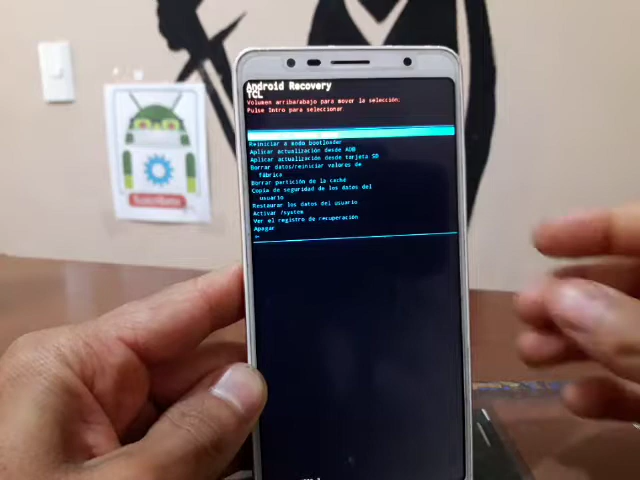 Android Recovery
TCL
Volumen arriba/abajo para mover la selección;
Pulse Intro para seleccionar
Reiniciar a modo bootloader
Aplicar actualización desde ADB
Aplicar actualización desde tarjeta SD
Borrar datos/reiniciar valores de
fábrica
Borrar partición de la caché
Copia de seguridad de los datos del
usuario
Restaurar los datos del usuario
Activar /system
Ver el registro de recuperación
Apagar